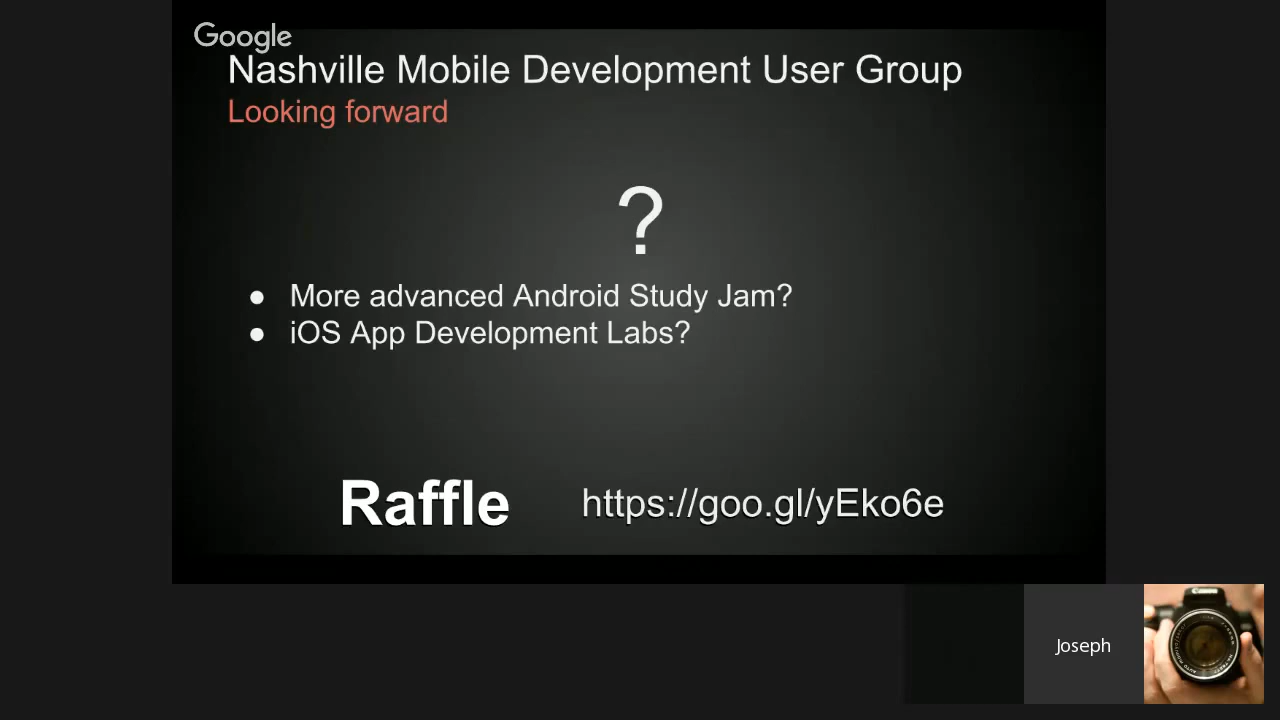 Google
Nashville Mobile Development User Group
Looking forward
?
● More advanced Android Study Jam?
● iOS App Development Labs?
Raffle https://goo.gl/yEko6e
Joseph
Canon